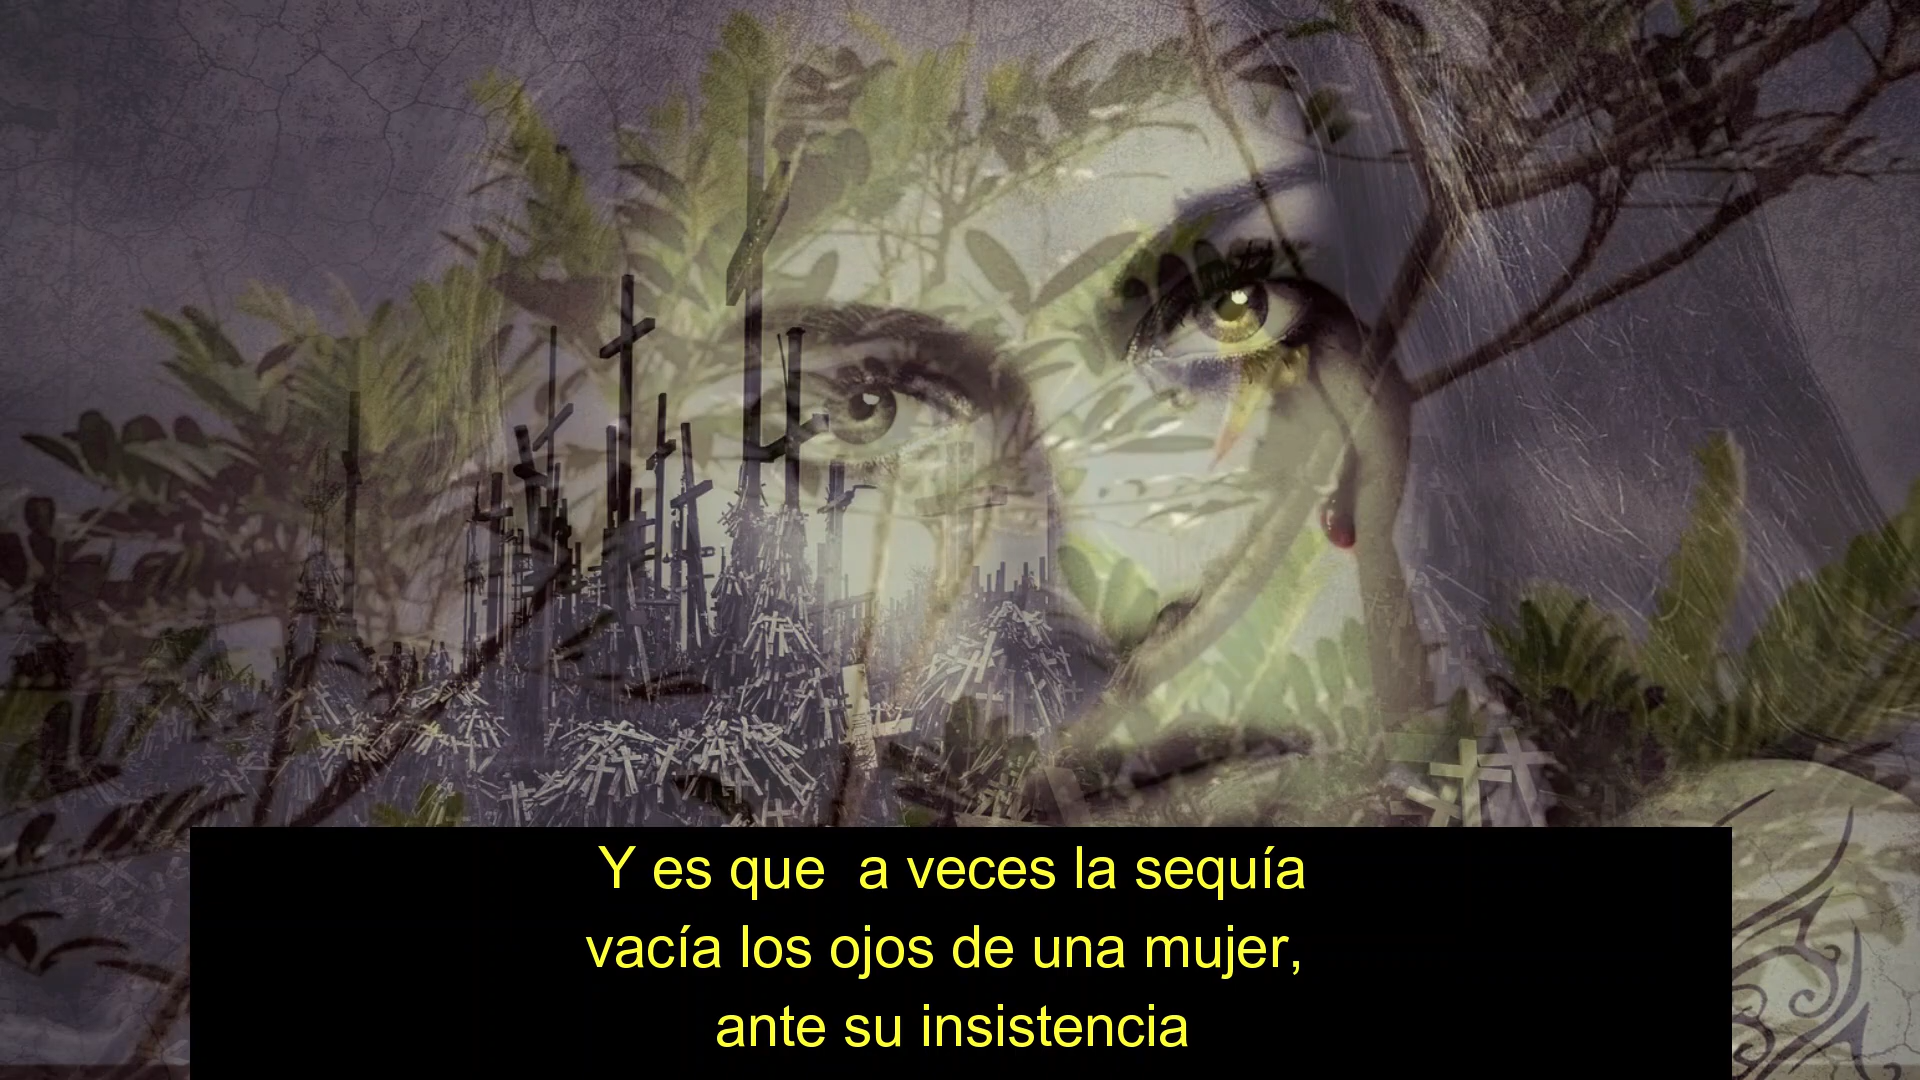 Y es que  a veces la sequía
vacía los ojos de una mujer,
ante su insistencia